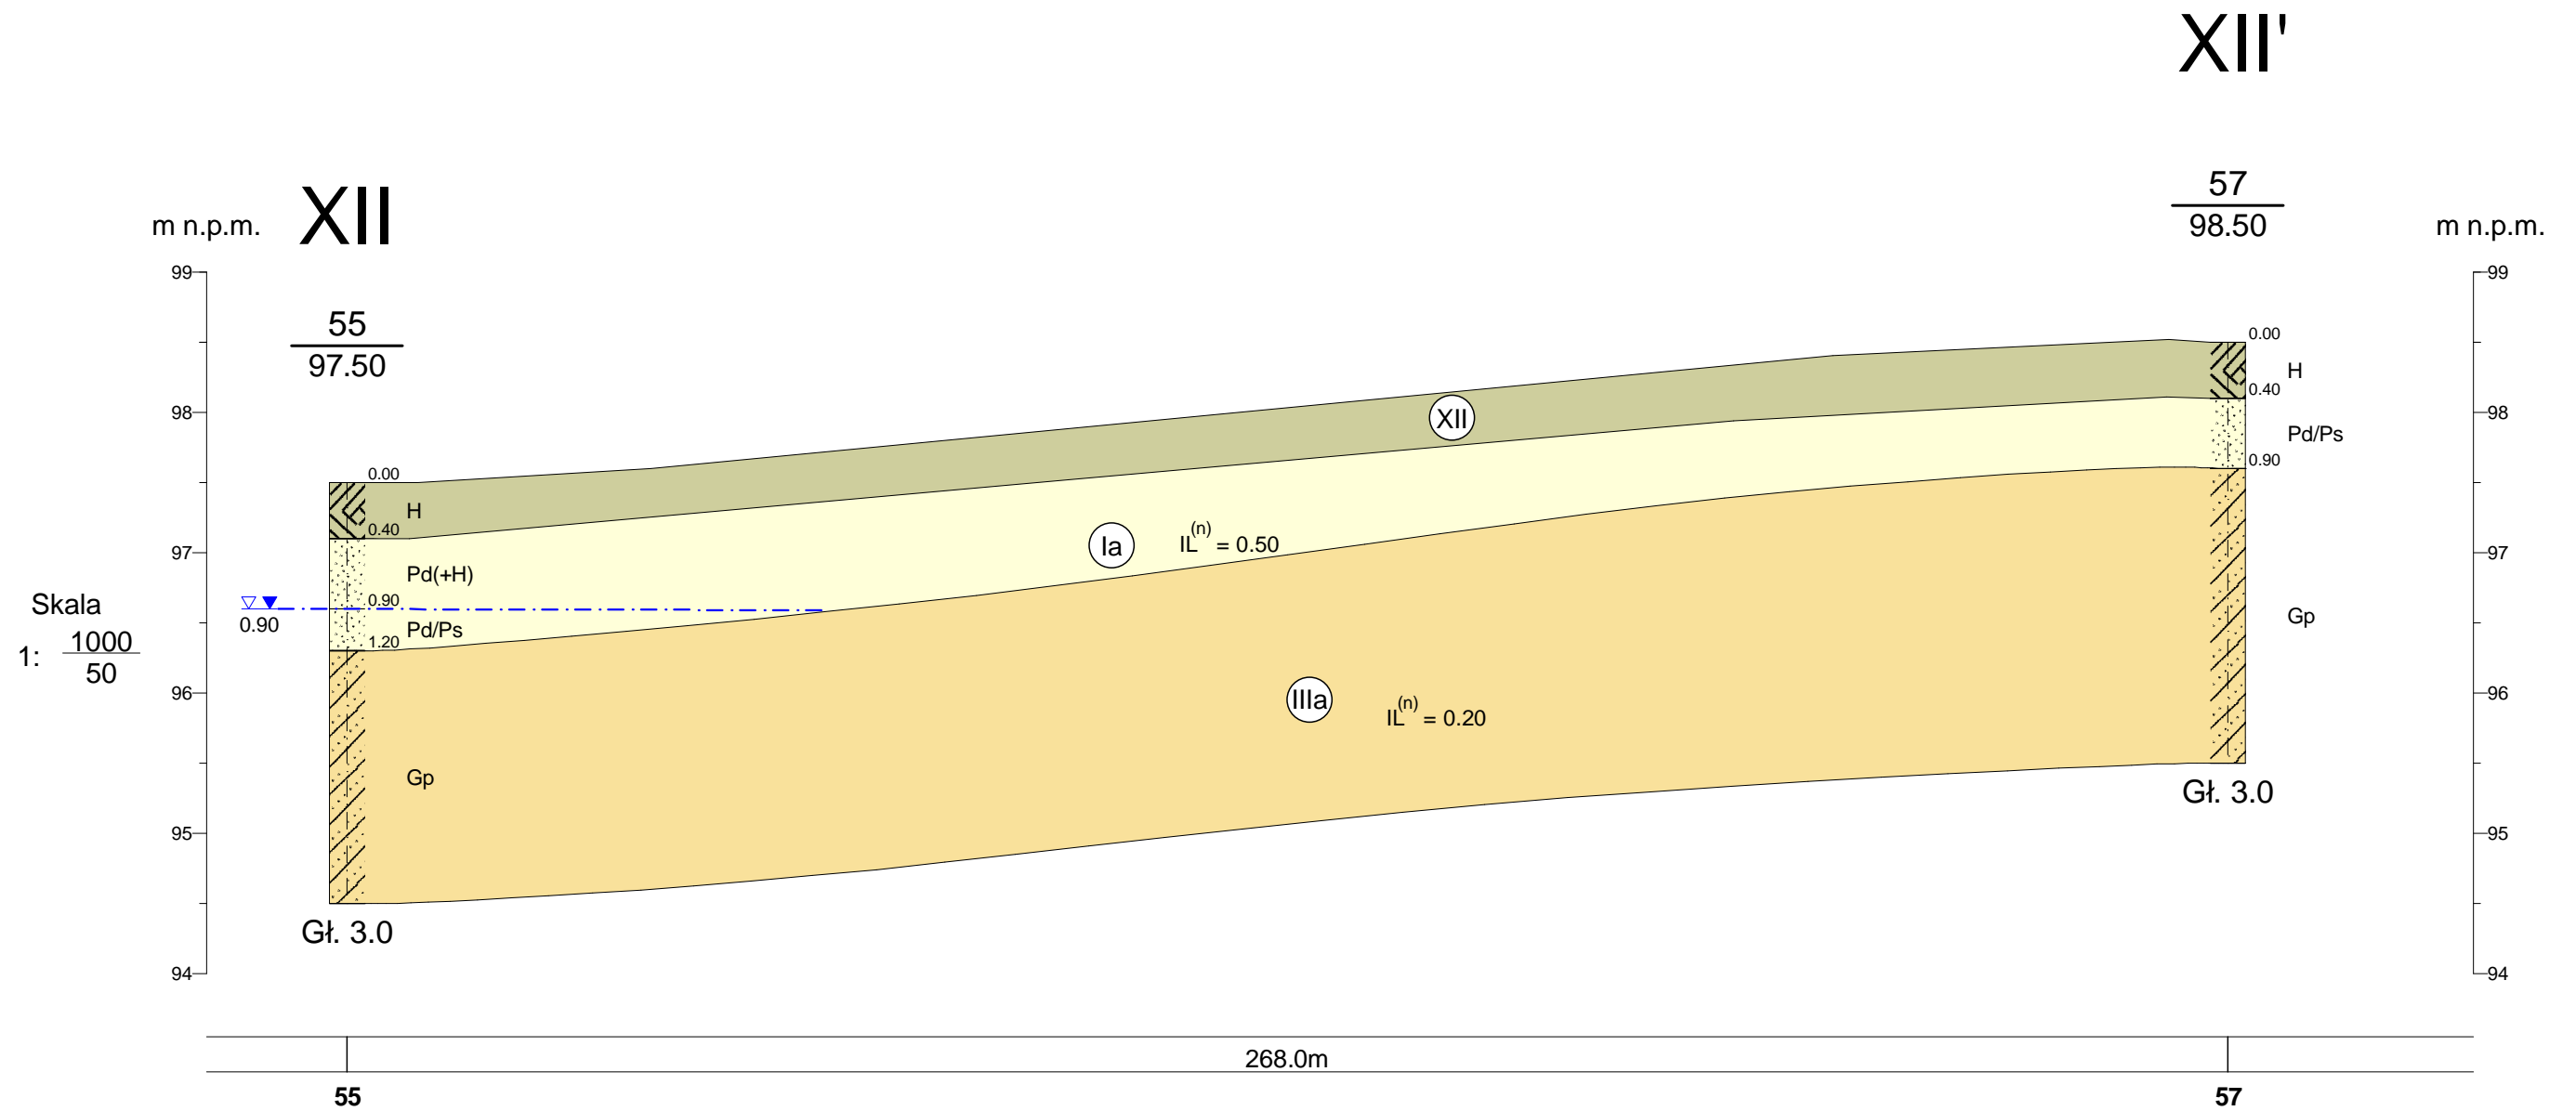 XII'
XII
57
98.50
m n.p.m.
m n.p.m.
99
99
55
97.50
0.00
H
0.40
98
XII
98
Pd/Ps
0.90
0.00
H
0.40
97
Ia
IL(n) = 0.50
97
Pd(+H)
0.90
0.90
Pd/Ps
1.20
Skala
1: 1000
50
Gp
96
IIIa
IL(n) = 0.20
96
Gp
Gł. 3.0
95
95
Gł. 3.0
94
94
268.0m
55
57